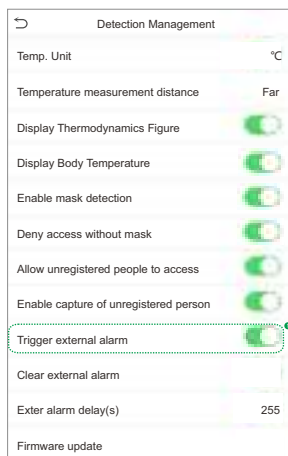 Detection Management
Temp. Unit ℃
Temperature measurement distance Far
Display Thermodynamics Figure
Display Body Temperature
Enable mask detection
Deny access without mask
Allow unregistered people to access
Enable capture of unregistered person
Trigger external alarm
Clear external alarm
Exter alarm delay(s) 255
Firmware update